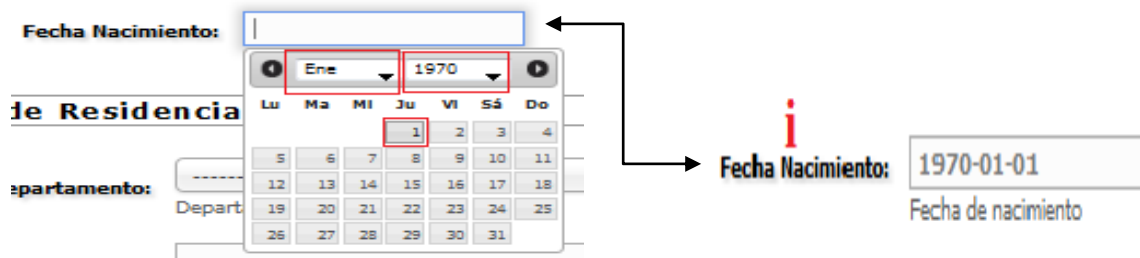 Fecha Nacimiento:
Ene 1970
Lu Ma Mi Ju Vi Sá Do
1 2 3 4
5 6 7 8 9 10 11
12 13 14 15 16 17 18
19 20 21 22 23 24 25
26 27 28 29 30 31
de Residencia
epartamento:
------
Depart
i
Fecha Nacimiento:
1970-01-01
Fecha de nacimiento